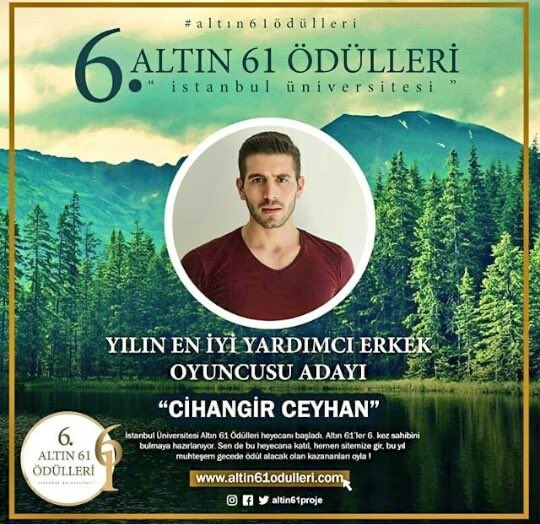 #altın61ödülleri
6. ALTIN 61 ÖDÜLLERİ
“ istanbul üniversitesi ”
YILIN EN İYİ YARDIMCI ERKEK
OYUNCUSU ADAYI
“CİHANGİR CEYHAN”
İstanbul Üniversitesi Altın 61 Ödülleri heyecanı başladı. Altın 61'ler 6. kez sahibini
bulmaya hazırlanıyor. Sen de bu heyecana katıl, hemen sitemize gir, bu yıl
muhteşem gecede ödül alacak olan kazananları oyla !
6.
ALTIN 61
ÖDÜLLERİ
“istanbul üniversitesi”
61
www.altin61odulleri.com
altin61proje